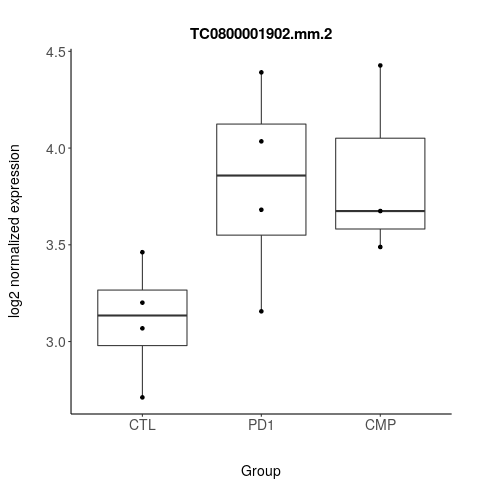 TC0800001902.mm.2
log2 normalized expression
4.5
4.0
3.5
3.0
CTL PD1 CMP
Group